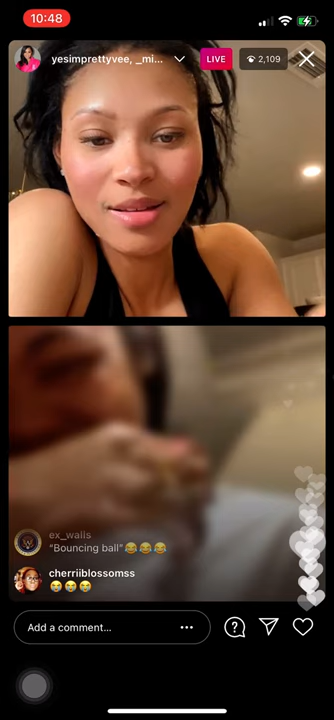 10:48
yesimprettyvee, _mi...
LIVE
2,109
ex_walls
“Bouncing ball”😂😂😂
cherriiblossomss
😭😭😭
Add a comment...